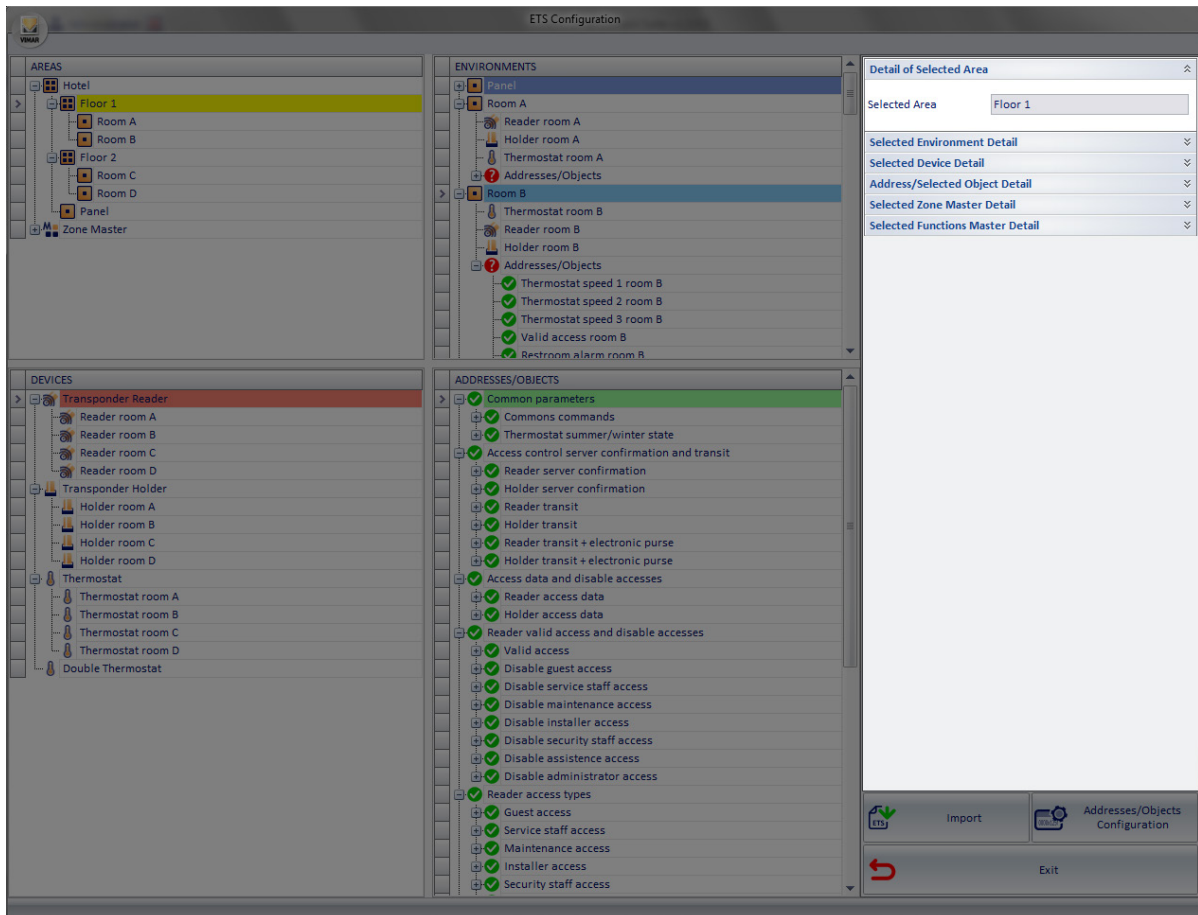 ETS Configuration
VIMAR
AREAS
Hotel
Floor 1
Room A
Room B
Floor 2
Room C
Room D
Panel
Zone Master
ENVIRONMENTS
Panel
Room A
Reader room A
Holder room A
Thermostat room A
Addresses/Objects
Room B
Thermostat room B
Reader room B
Holder room B
Addresses/Objects
Thermostat speed 1 room B
Thermostat speed 2 room B
Thermostat speed 3 room B
Valid access room B
Restroom alarm room B
DEVICES
Transponder Reader
Reader room A
Reader room B
Reader room C
Reader room D
Transponder Holder
Holder room A
Holder room B
Holder room C
Holder room D
Thermostat
Thermostat room A
Thermostat room B
Thermostat room C
Thermostat room D
Double Thermostat
ADDRESSES/OBJECTS
Common parameters
Commons commands
Thermostat summer/winter state
Access control server confirmation and transit
Reader server confirmation
Holder server confirmation
Reader transit
Holder transit
Reader transit + electronic purse
Holder transit + electronic purse
Access data and disable accesses
Reader access data
Holder access data
Reader valid access and disable accesses
Valid access
Disable guest access
Disable service staff access
Disable maintenance access
Disable installer access
Disable security staff access
Disable assistence access
Disable administrator access
Reader access types
Guest access
Service staff access
Maintenance access
Installer access
Security staff access
Detail of Selected Area
Selected Area Floor 1
Selected Environment Detail
Selected Device Detail
Address/Selected Object Detail
Selected Zone Master Detail
Selected Functions Master Detail
ETS
Import
Addresses/Objects
Configuration
Exit